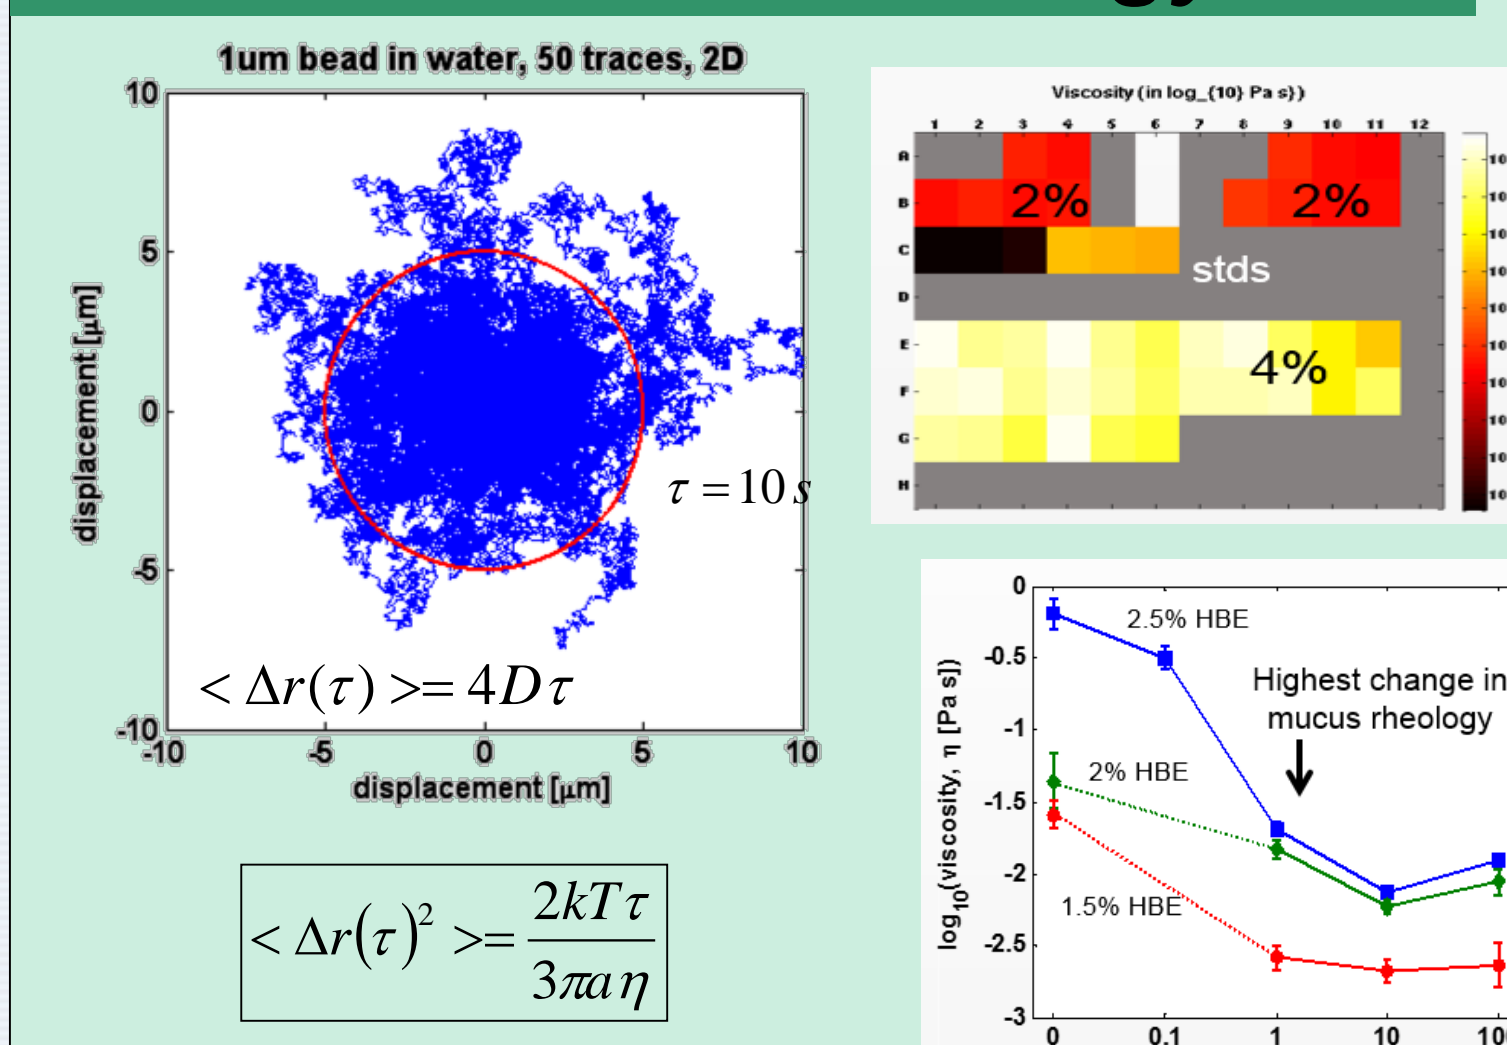 1um bead in water, 50 traces, 2D
10
5
0
-5
-10
-10 -5 0 5 10
displacement [μm]
displacement [μm]
τ = 10 s
< Δr(τ) >= 4Dτ
< Δr(τ)² >= 2kTτ / 3πaη
Viscosity (in log_{10} Pa s})
1 2 3 4 5 6 7 8 9 10 11 12
A
B
C
D
E
F
G
H
2% 2%
stds
4%
0
-0.5
-1
-1.5
-2
-2.5
-3
0 0.1 1 10
log10(viscosity, η [Pa s])
2.5% HBE
Highest change in
mucus rheology
2% HBE
1.5% HBE